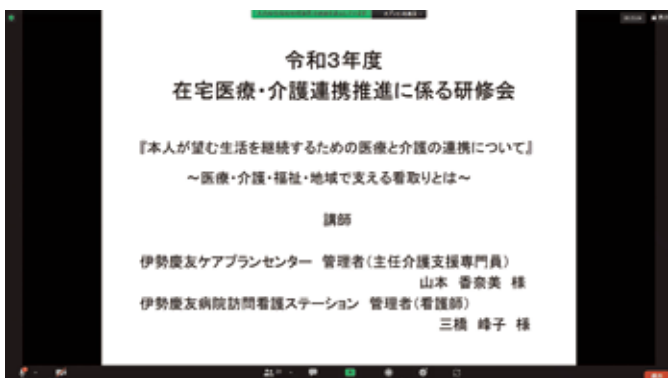 令和3年度
在宅医療・介護連携推進に係る研修会
『本人が望む生活を継続するための医療と介護の連携について』
～医療・介護・福祉・地域で支える看取りとは～
講師
伊勢慶友ケアプランセンター 管理者(主任介護支援専門員)
山本 香奈美 様
伊勢慶友病院訪問看護ステーション 管理者(看護師)
三橋 峰子 様